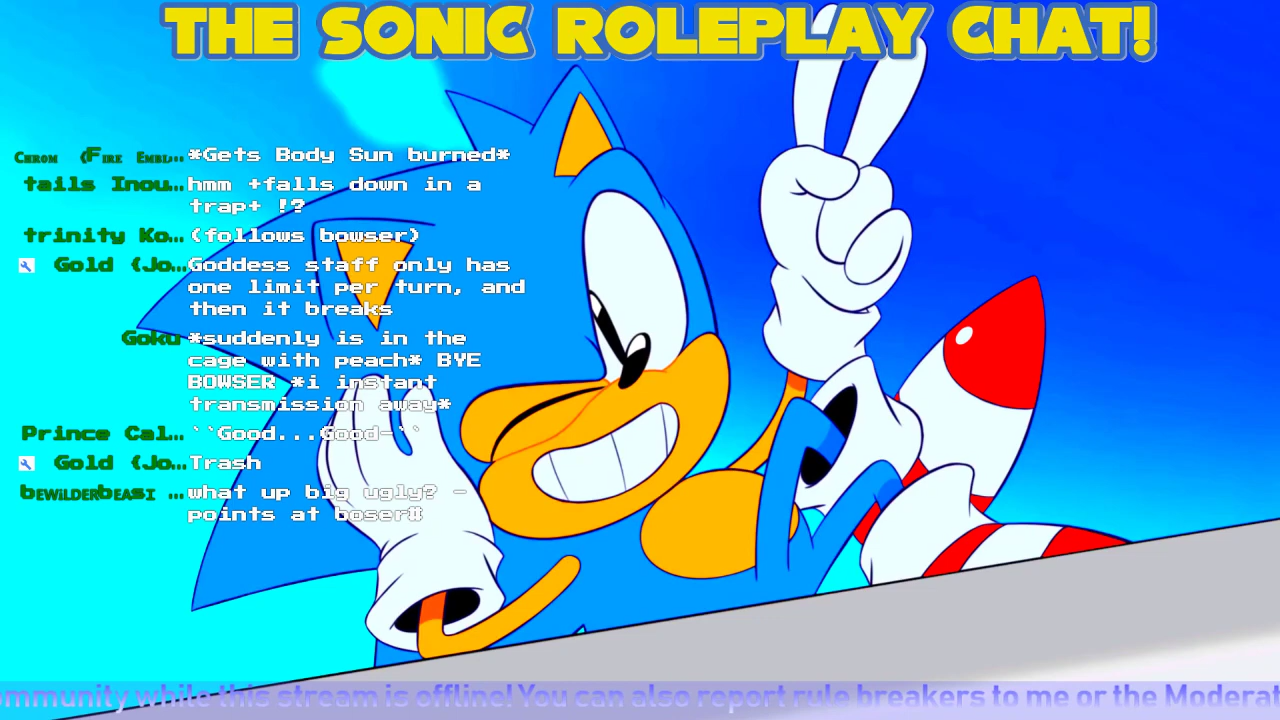 THE SONIC ROLEPLAY CHAT!
Chrom (Fire Embl... *Gets Body Sun burned*
tails Inou... hmm +falls down in a
trap+ !?
trinity Ko... (follows bowser)
Gold (Jo... Goddess staff only has
one limit per turn, and
then it breaks
Goku *suddenly is in the
cage with peach* BYE
BOWSER *i instant
transmission away*
Prince Cal... ``Good...Good-``
Gold (Jo... Trash
bEWiLDERbEAST ... what up big ugly? -
points at boser#
ommunity while this stream is offline! You can also report rule breakers to me or the Moderat